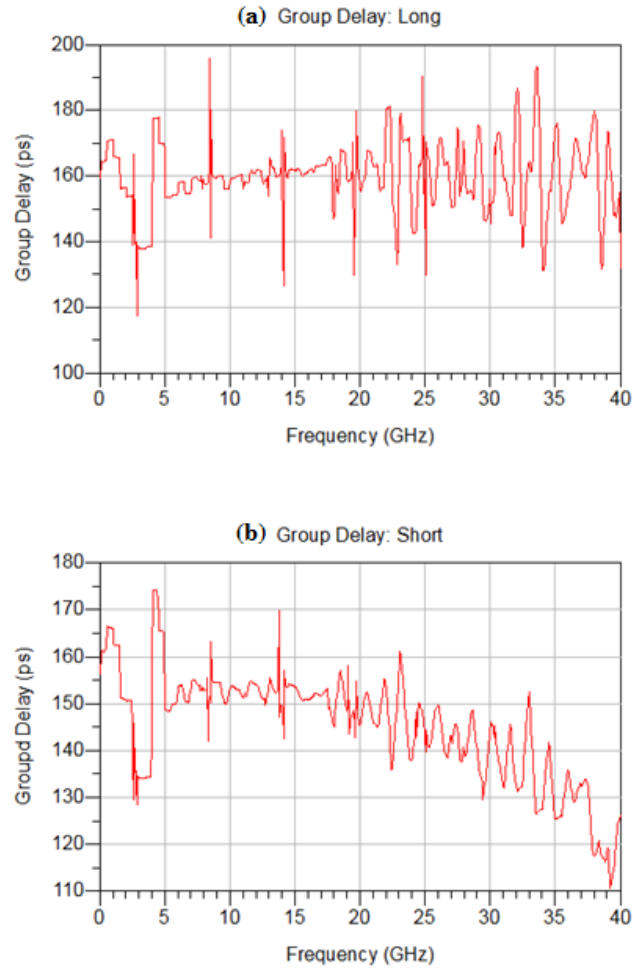 (a) Group Delay: Long
200
180
160
140
120
100
Group Delay (ps)
0 5 10 15 20 25 30 35 40
Frequency (GHz)
(b) Group Delay: Short
180
170
160
150
140
130
120
110
Groupd Delay (ps)
0 5 10 15 20 25 30 35 40
Frequency (GHz)